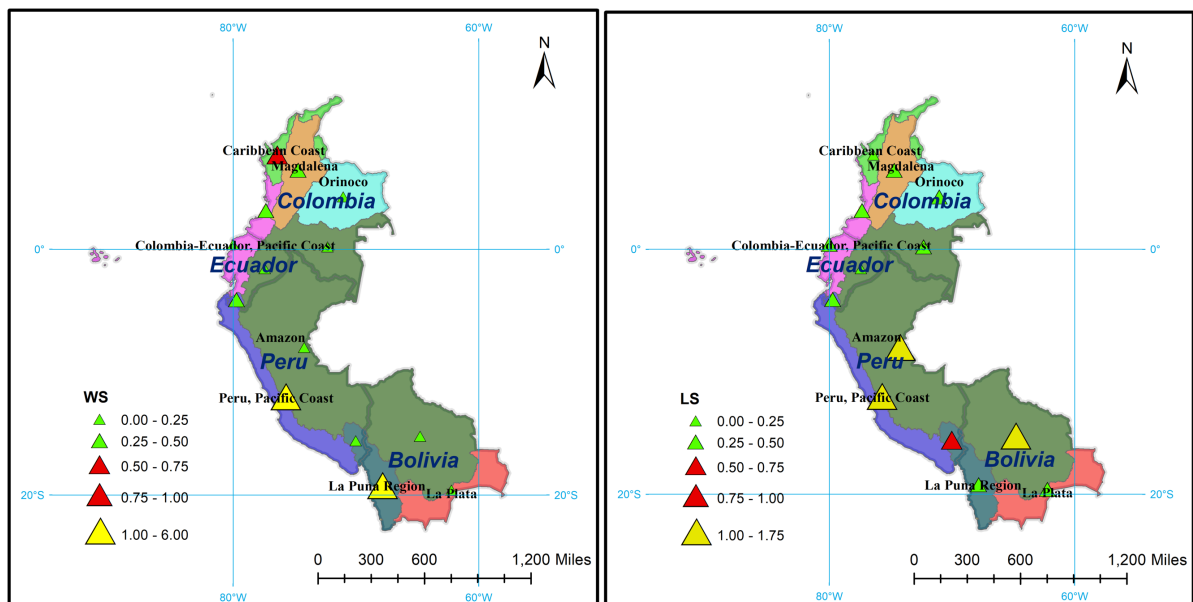 80°W 60°W
N
Caribbean Coast
Magdalena
Orinoco
Colombia
0° Colombia-Ecuador, Pacific Coast 0°
Ecuador
Amazon
Peru
Peru, Pacific Coast
WS
0.00 - 0.25
0.25 - 0.50
0.50 - 0.75
0.75 - 1.00
1.00 - 6.00
Bolivia
La Puna Region
La Plata
20°S 20°S
0 300 600 1,200 Miles
80°W 60°W
80°W 60°W
N
Caribbean Coast
Magdalena
Orinoco
Colombia
0° Colombia-Ecuador, Pacific Coast 0°
Ecuador
Amazon
Peru
Peru, Pacific Coast
LS
0.00 - 0.25
0.25 - 0.50
0.50 - 0.75
0.75 - 1.00
1.00 - 1.75
Bolivia
La Puna Region
La Plata
20°S 20°S
0 300 600 1,200 Miles
80°W 60°W